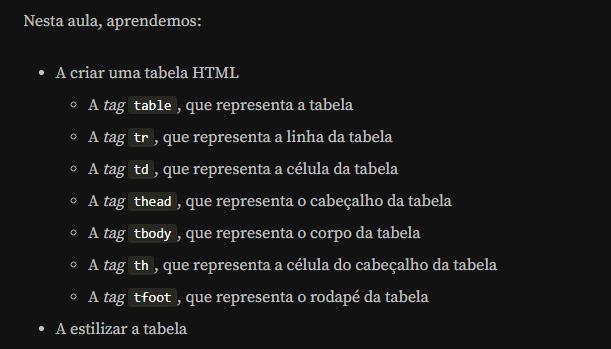 Nesta aula, aprendemos:
• A criar uma tabela HTML
◦ A tag table, que representa a tabela
◦ A tag tr, que representa a linha da tabela
◦ A tag td, que representa a célula da tabela
◦ A tag thead, que representa o cabeçalho da tabela
◦ A tag tbody, que representa o corpo da tabela
◦ A tag th, que representa a célula do cabeçalho da tabela
◦ A tag tfoot, que representa o rodapé da tabela
• A estilizar a tabela